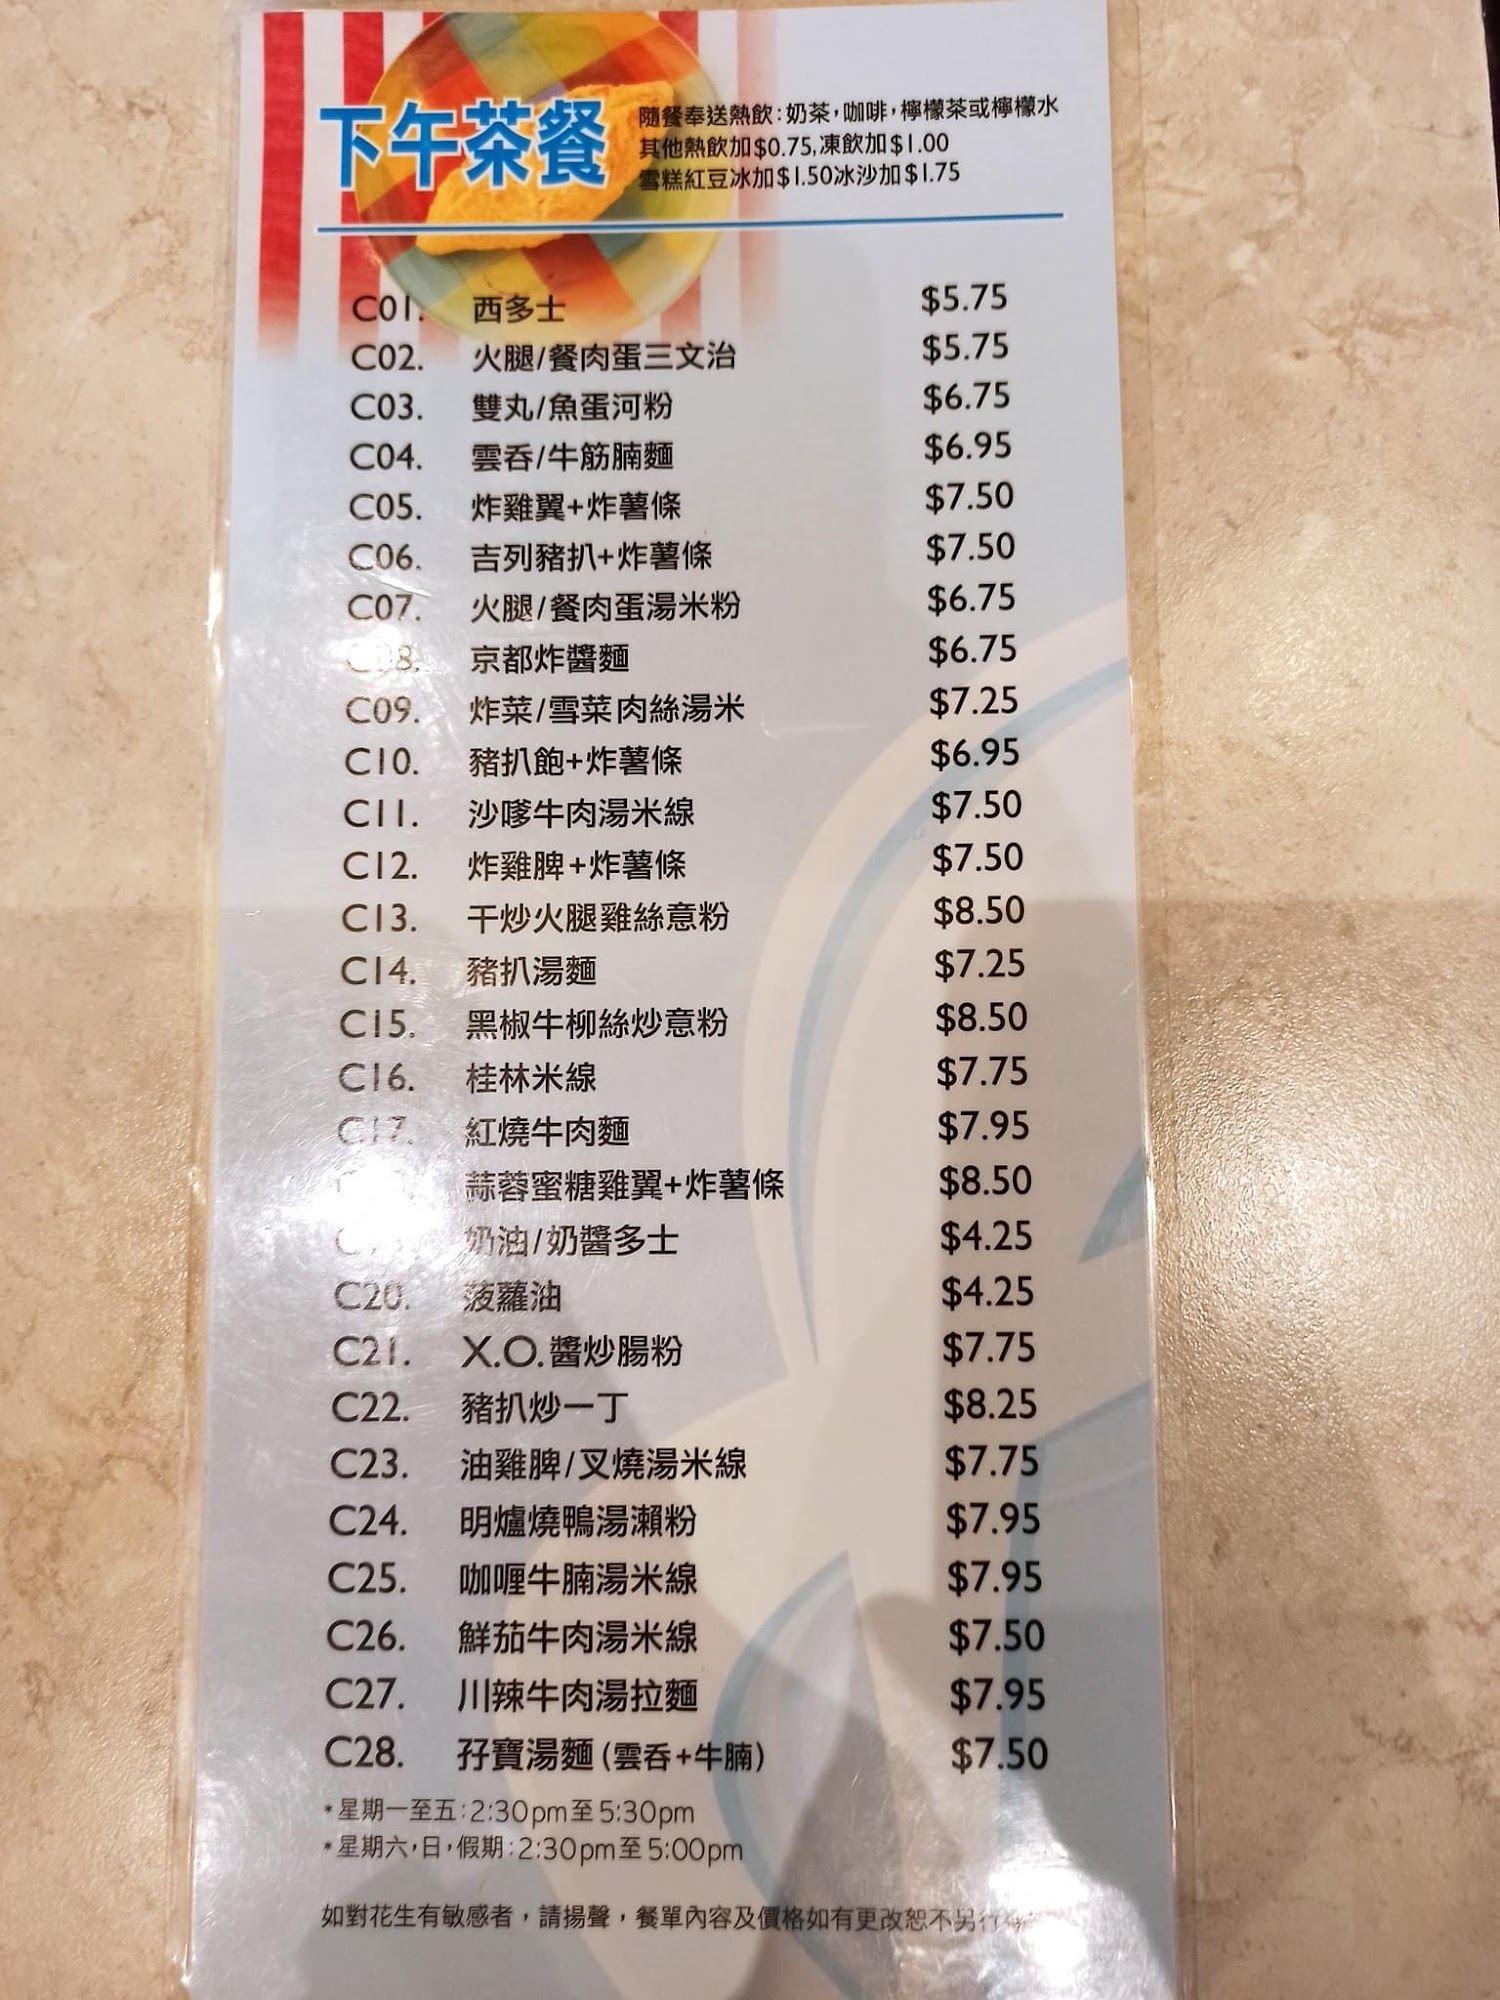 下午茶餐
隨餐奉送熱飲:奶茶,咖啡,檸檬茶或檸檬水
其他熱飲加$0.75,凍飲加$1.00
雪糕紅豆冰加$1.50冰沙加$1.75
C01. 西多士 $5.75
C02. 火腿/餐肉蛋三文治 $5.75
C03. 雙丸/魚蛋河粉 $6.75
C04. 雲吞/牛筋腩麵 $6.95
C05. 炸雞翼+炸薯條 $7.50
C06. 吉列豬扒+炸薯條 $7.50
C07. 火腿/餐肉蛋湯米粉 $6.75
C08. 京都炸醬麵 $6.75
C09. 炸菜/雪菜肉絲湯米 $7.25
C10. 豬扒飽+炸薯條 $6.95
C11. 沙嗲牛肉湯米線 $7.50
C12. 炸雞脾+炸薯條 $7.50
C13. 干炒火腿雞絲意粉 $8.50
C14. 豬扒湯麵 $7.25
C15. 黑椒牛柳絲炒意粉 $8.50
C16. 桂林米線 $7.75
C17. 紅燒牛肉麵 $7.95
蒜蓉蜜糖雞翼+炸薯條 $8.50
奶油/奶醬多士 $4.25
C20. 菠蘿油 $4.25
C21. X.O.醬炒腸粉 $7.75
C22. 豬扒炒一丁 $8.25
C23. 油雞脾/叉燒湯米線 $7.75
C24. 明爐燒鴨湯瀨粉 $7.95
C25. 咖喱牛腩湯米線 $7.95
C26. 鮮茄牛肉湯米線 $7.50
C27. 川辣牛肉湯拉麵 $7.95
C28. 孖寶湯麵(雲吞+牛腩) $7.50
*星期一至五:2:30pm至5:30pm
*星期六,日,假期:2:30pm至5:00pm
如對花生有敏感者,請揚聲,餐單內容及價格如有更改恕不另行